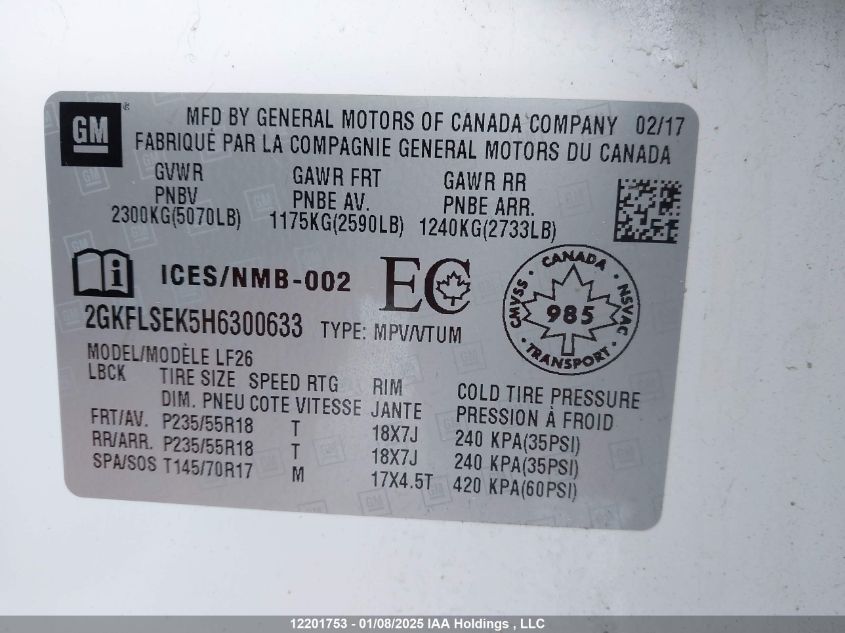 GM
MFD BY GENERAL MOTORS OF CANADA COMPANY 02/17
FABRIQUÉ PAR LA COMPAGNIE GENERAL MOTORS DU CANADA
GVWR GAWR FRT GAWR RR
PNBV PNBE AV. PNBE ARR.
2300KG(5070LB) 1175KG(2590LB) 1240KG(2733LB)
ICES/NMB-002 EC
CANADA
CMVSS 985 NSVAC
TRANSPORT
2GKFLSEK5H6300633 TYPE: MPV/VTUM
MODEL/MODÈLE LF26
LBCK TIRE SIZE SPEED RTG RIM COLD TIRE PRESSURE
DIM. PNEU COTE VITESSE JANTE PRESSION À FROID
FRT/AV. P235/55R18 T 18X7J 240 KPA(35PSI)
RR/ARR. P235/55R18 T 18X7J 240 KPA(35PSI)
SPA/SOS T145/70R17 M 17X4.5T 420 KPA(60PSI)
12201753 - 01/08/2025 IAA Holdings , LLC